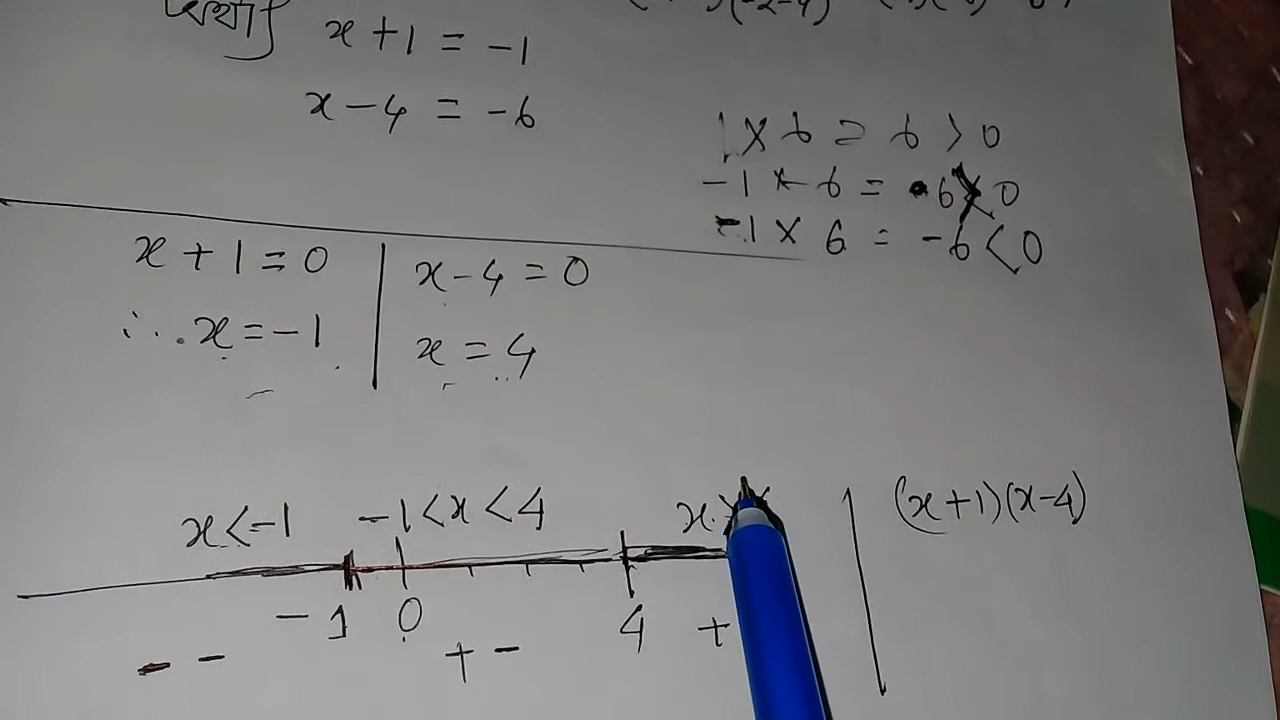 x + 1 = -1
x - 4 = -6
1 × 6 = 6 > 0
-1 × -6 = 6 > 0
-1 × 6 = -6 < 0
x + 1 = 0 | x - 4 = 0
∴ x = -1 | x = 4
x < -1 -1 < x < 4 x > | (x+1)(x-4)
-1 0 4 +
- - + -